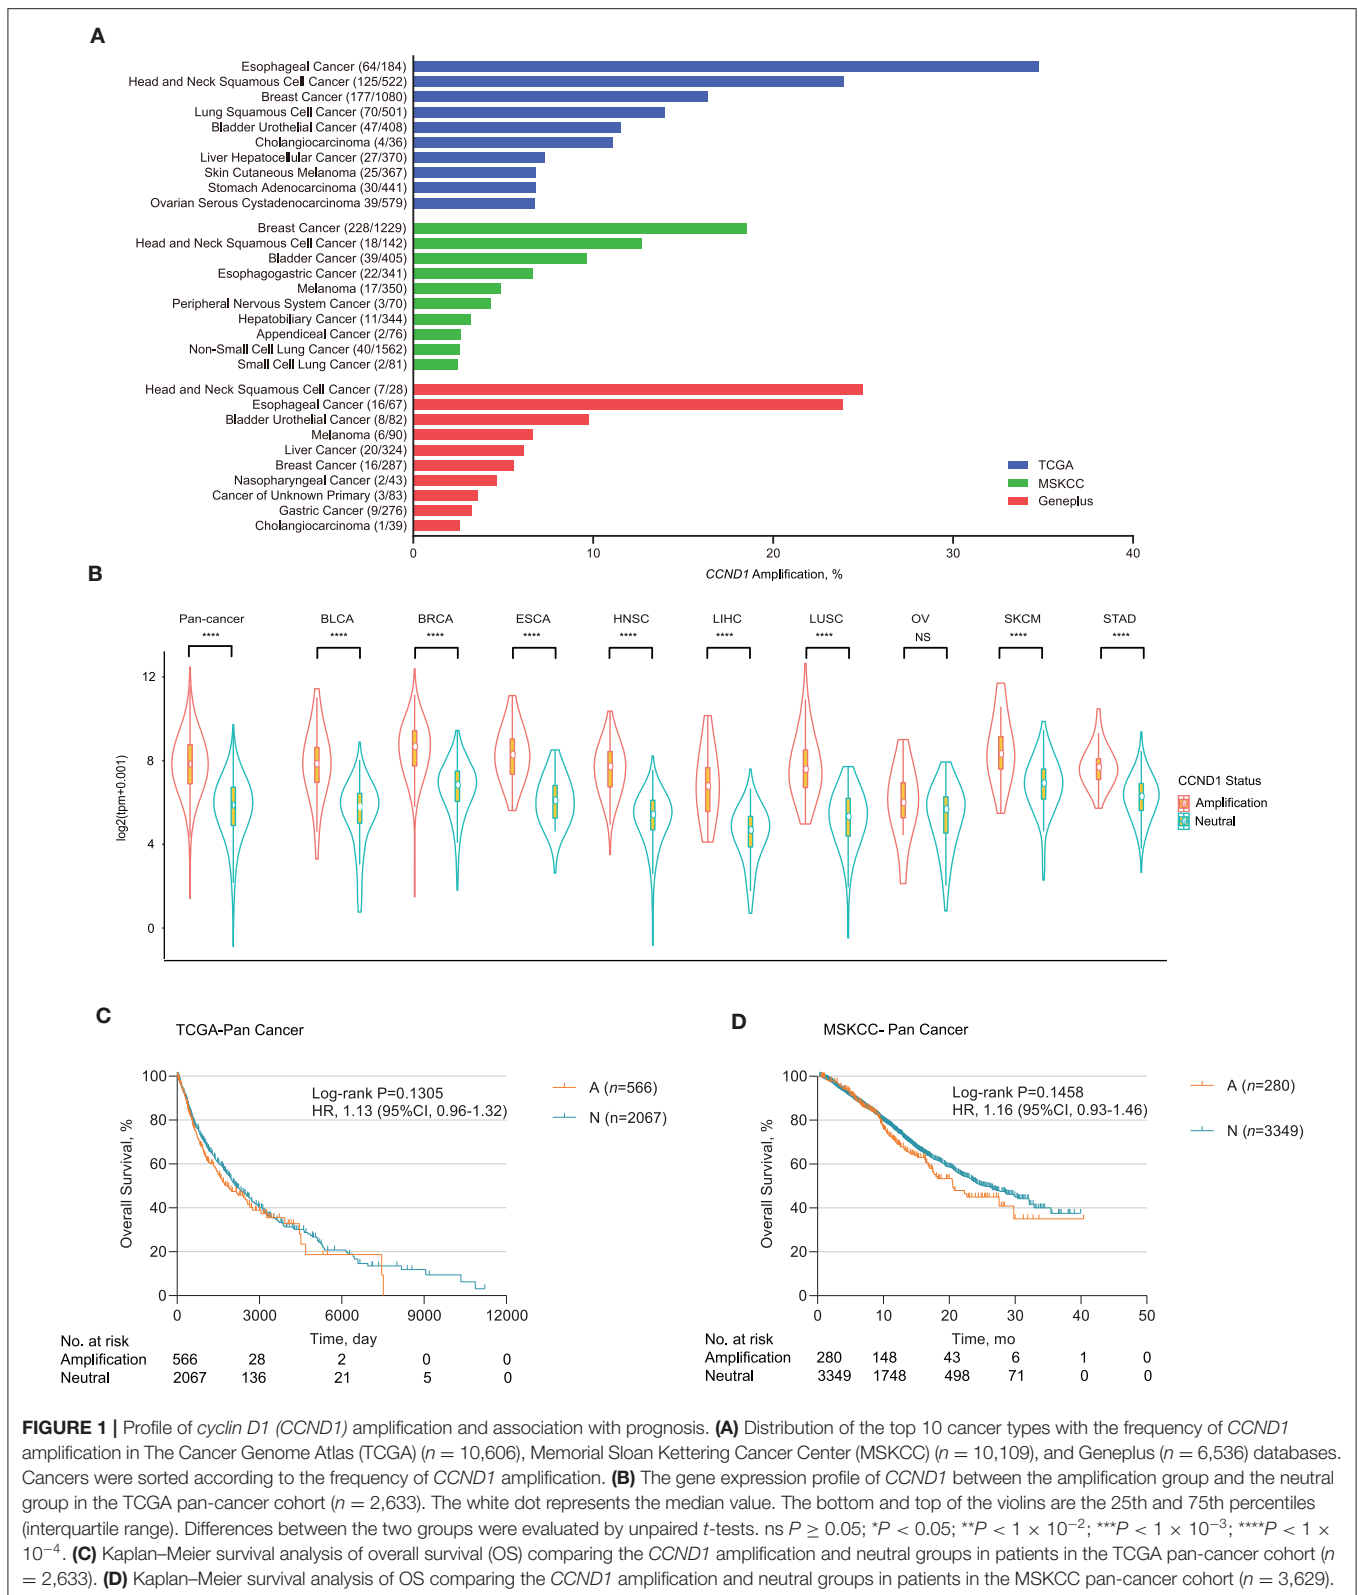 A
Esophageal Cancer (64/184)
Head and Neck Squamous Cell Cancer (125/522)
Breast Cancer (177/1080)
Lung Squamous Cell Cancer (70/501)
Bladder Urothelial Cancer (47/408)
Cholangiocarcinoma (4/36)
Liver Hepatocellular Cancer (27/370)
Skin Cutaneous Melanoma (25/367)
Stomach Adenocarcinoma (30/441)
Ovarian Serous Cystadenocarcinoma 39/579)
Breast Cancer (228/1229)
Head and Neck Squamous Cell Cancer (18/142)
Bladder Cancer (39/405)
Esophagogastric Cancer (22/341)
Melanoma (17/350)
Peripheral Nervous System Cancer (3/70)
Hepatobiliary Cancer (11/344)
Appendiceal Cancer (2/76)
Non-Small Cell Lung Cancer (40/1562)
Small Cell Lung Cancer (2/81)
Head and Neck Squamous Cell Cancer (7/28)
Esophageal Cancer (16/67)
Bladder Urothelial Cancer (8/82)
Melanoma (6/90)
Liver Cancer (20/324)
Breast Cancer (16/287)
Nasopharyngeal Cancer (2/43)
Cancer of Unknown Primary (3/83)
Gastric Cancer (9/276)
Cholangiocarcinoma (1/39)
TCGA
MSKCC
Geneplus
0 10 20 30 40
CCND1 Amplification, %
B
Pan-cancer BLCA BRCA ESCA HNSC LIHC LUSC OV SKCM STAD
**** **** **** **** **** **** **** NS **** ****
12
8
4
0
log2(tpm+0.001)
CCND1 Status
Amplification
Neutral
C
TCGA-Pan Cancer
Log-rank P=0.1305
HR, 1.13 (95%CI, 0.96-1.32)
A (n=566)
N (n=2067)
100
80
60
40
20
0
Overall Survival, %
0 3000 6000 9000 12000
Time, day
No. at risk
Amplification 566 28 2 0 0
Neutral 2067 136 21 5 0
D
MSKCC- Pan Cancer
Log-rank P=0.1458
HR, 1.16 (95%CI, 0.93-1.46)
A (n=280)
N (n=3349)
100
80
60
40
20
0
Overall Survival, %
0 10 20 30 40 50
Time, mo
No. at risk
Amplification 280 148 43 6 1 0
Neutral 3349 1748 498 71 0 0
FIGURE 1 | Profile of cyclin D1 (CCND1) amplification and association with prognosis. (A) Distribution of the top 10 cancer types with the frequency of CCND1
amplification in The Cancer Genome Atlas (TCGA) (n = 10,606), Memorial Sloan Kettering Cancer Center (MSKCC) (n = 10,109), and Geneplus (n = 6,536) databases.
Cancers were sorted according to the frequency of CCND1 amplification. (B) The gene expression profile of CCND1 between the amplification group and the neutral
group in the TCGA pan-cancer cohort (n = 2,633). The white dot represents the median value. The bottom and top of the violins are the 25th and 75th percentiles
(interquartile range). Differences between the two groups were evaluated by unpaired t-tests. ns P ≥ 0.05; *P < 0.05; **P < 1 × 10−2; ***P < 1 × 10−3; ****P < 1 ×
10−4. (C) Kaplan–Meier survival analysis of overall survival (OS) comparing the CCND1 amplification and neutral groups in patients in the TCGA pan-cancer cohort (n
= 2,633). (D) Kaplan–Meier survival analysis of OS comparing the CCND1 amplification and neutral groups in patients in the MSKCC pan-cancer cohort (n = 3,629).